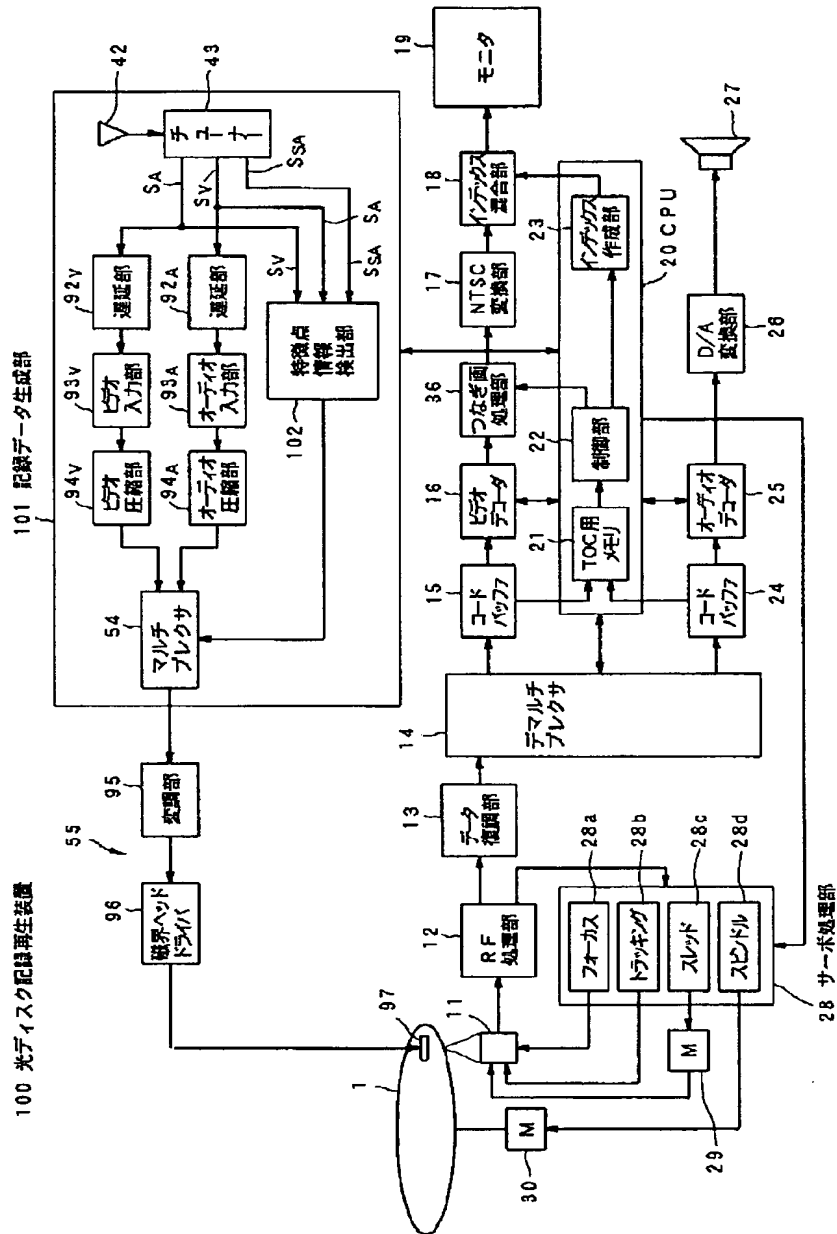 100 光ディスク記録再生装置
101 記録データ生成部
42
43
チューナー
SA
SV
SSA
SV
SA
SSA
92V
遅延部
92A
遅延部
93V
ビデオ
入力部
93A
オーディオ
入力部
94V
ビデオ
圧縮部
94A
オーディオ
圧縮部
特徴点
情報
検出部
102
54
マルチ
プレクサ
95
変調部
55
96
磁界ヘッド
ドライバ
97
1
11
12
RF
処理部
13
データ
復調部
14
デマルチ
プレクサ
15
コード
バッファ
16
ビデオ
デコーダ
36
つなぎ画
処理部
17
NTSC
変換部
18
インデックス
混合部
19
モニタ
20 CPU
21
TOC用
メモリ
22
制御部
23
インデックス
作成部
24
コード
バッファ
25
オーディオ
デコーダ
26
D/A
変換部
27
28a
フォーカス
28b
トラッキング
28c
スレッド
28d
スピンドル
28 サーボ処理部
M
29
M
30